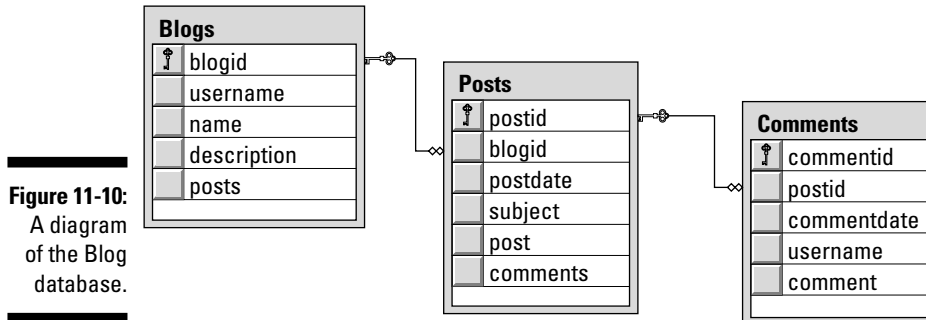 Blogs
blogid
username
name
description
posts
Posts
postid
blogid
postdate
subject
post
comments
Comments
commentid
postid
commentdate
username
comment
Figure 11-10:
A diagram
of the Blog
database.